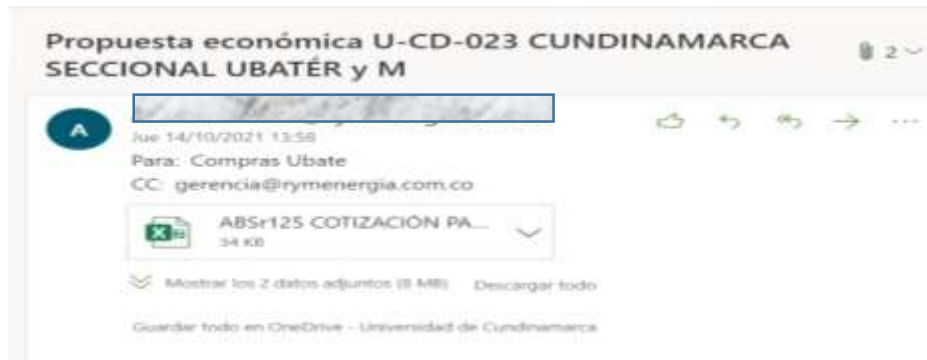 Propuesta económica U-CD-023 CUNDINAMARCA
SECCIONAL UBATÉR y M
2
A
Jue 14/10/2021 13:58
Para: Compras Ubate
CC: gerencia@rymenergia.com.co
ABSr125 COTIZACIÓN PA...
34 KB
Mostrar los 2 datos adjuntos (8 MB) Descargar todo
Guardar todo en OneDrive - Universidad de Cundinamarca